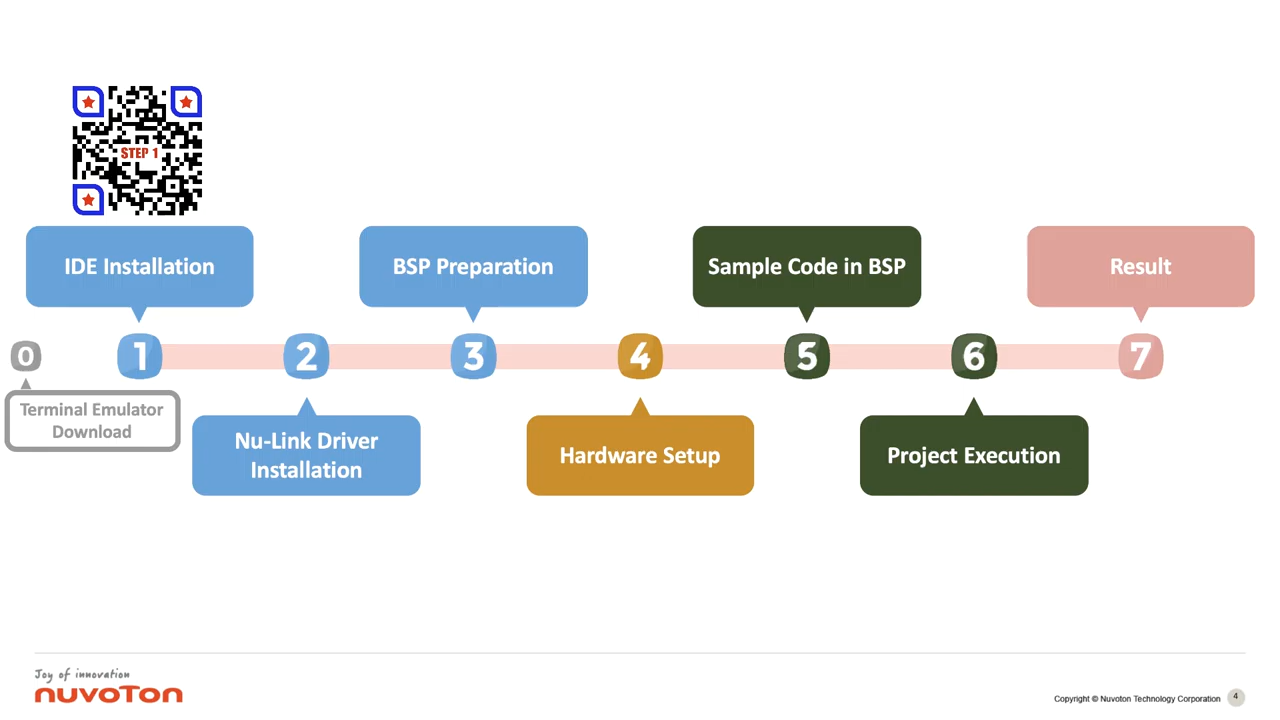 STEP 1
IDE Installation
BSP Preparation
Sample Code in BSP
Result
0
1
2
3
4
5
6
7
Terminal Emulator
Download
Nu-Link Driver
Installation
Hardware Setup
Project Execution
Joy of innovation
nuvoTon
Copyright © Nuvoton Technology Corporation
4